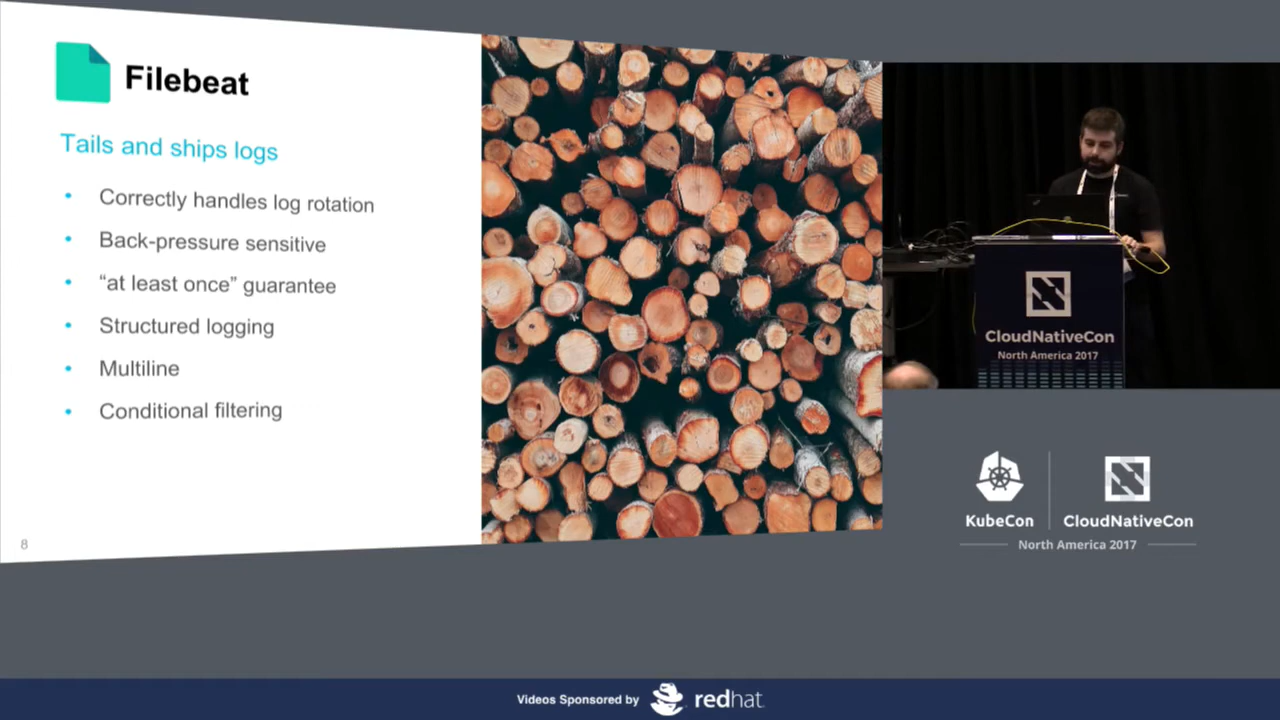 Filebeat
Tails and ships logs
• Correctly handles log rotation
• Back-pressure sensitive
• “at least once” guarantee
• Structured logging
• Multiline
• Conditional filtering
8
CloudNativeCon
North America 2017
KubeCon
CloudNativeCon
North America 2017
Videos Sponsored by
redhat.